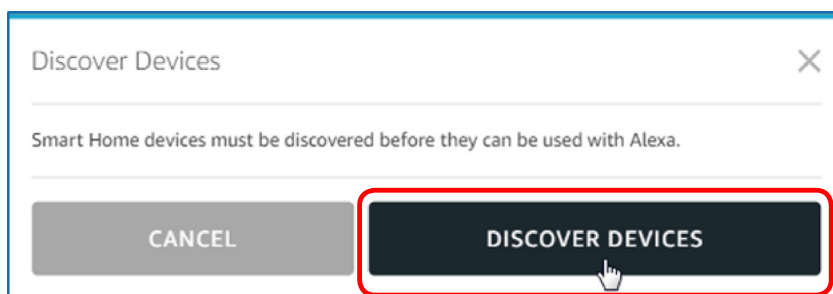 Discover Devices
Smart Home devices must be discovered before they can be used with Alexa.
CANCEL
DISCOVER DEVICES